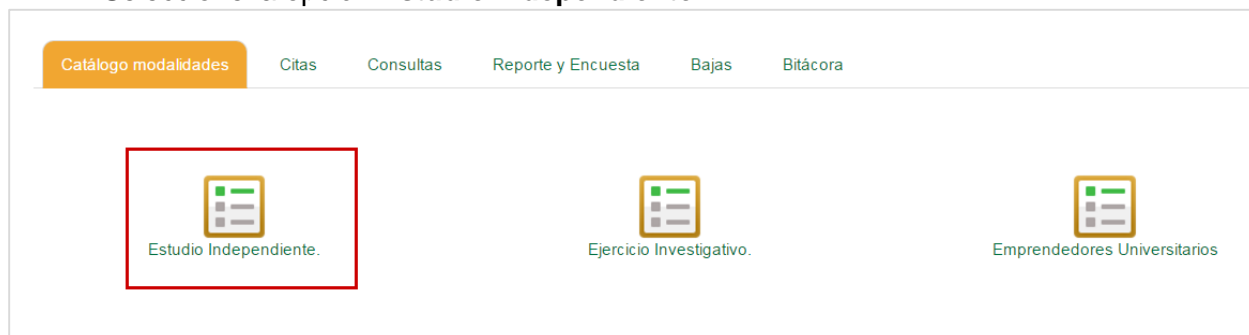 Catálogo modalidades Citas Consultas Reporte y Encuesta Bajas Bitácora
Estudio Independiente. Ejercicio Investigativo. Emprendedores Universitarios